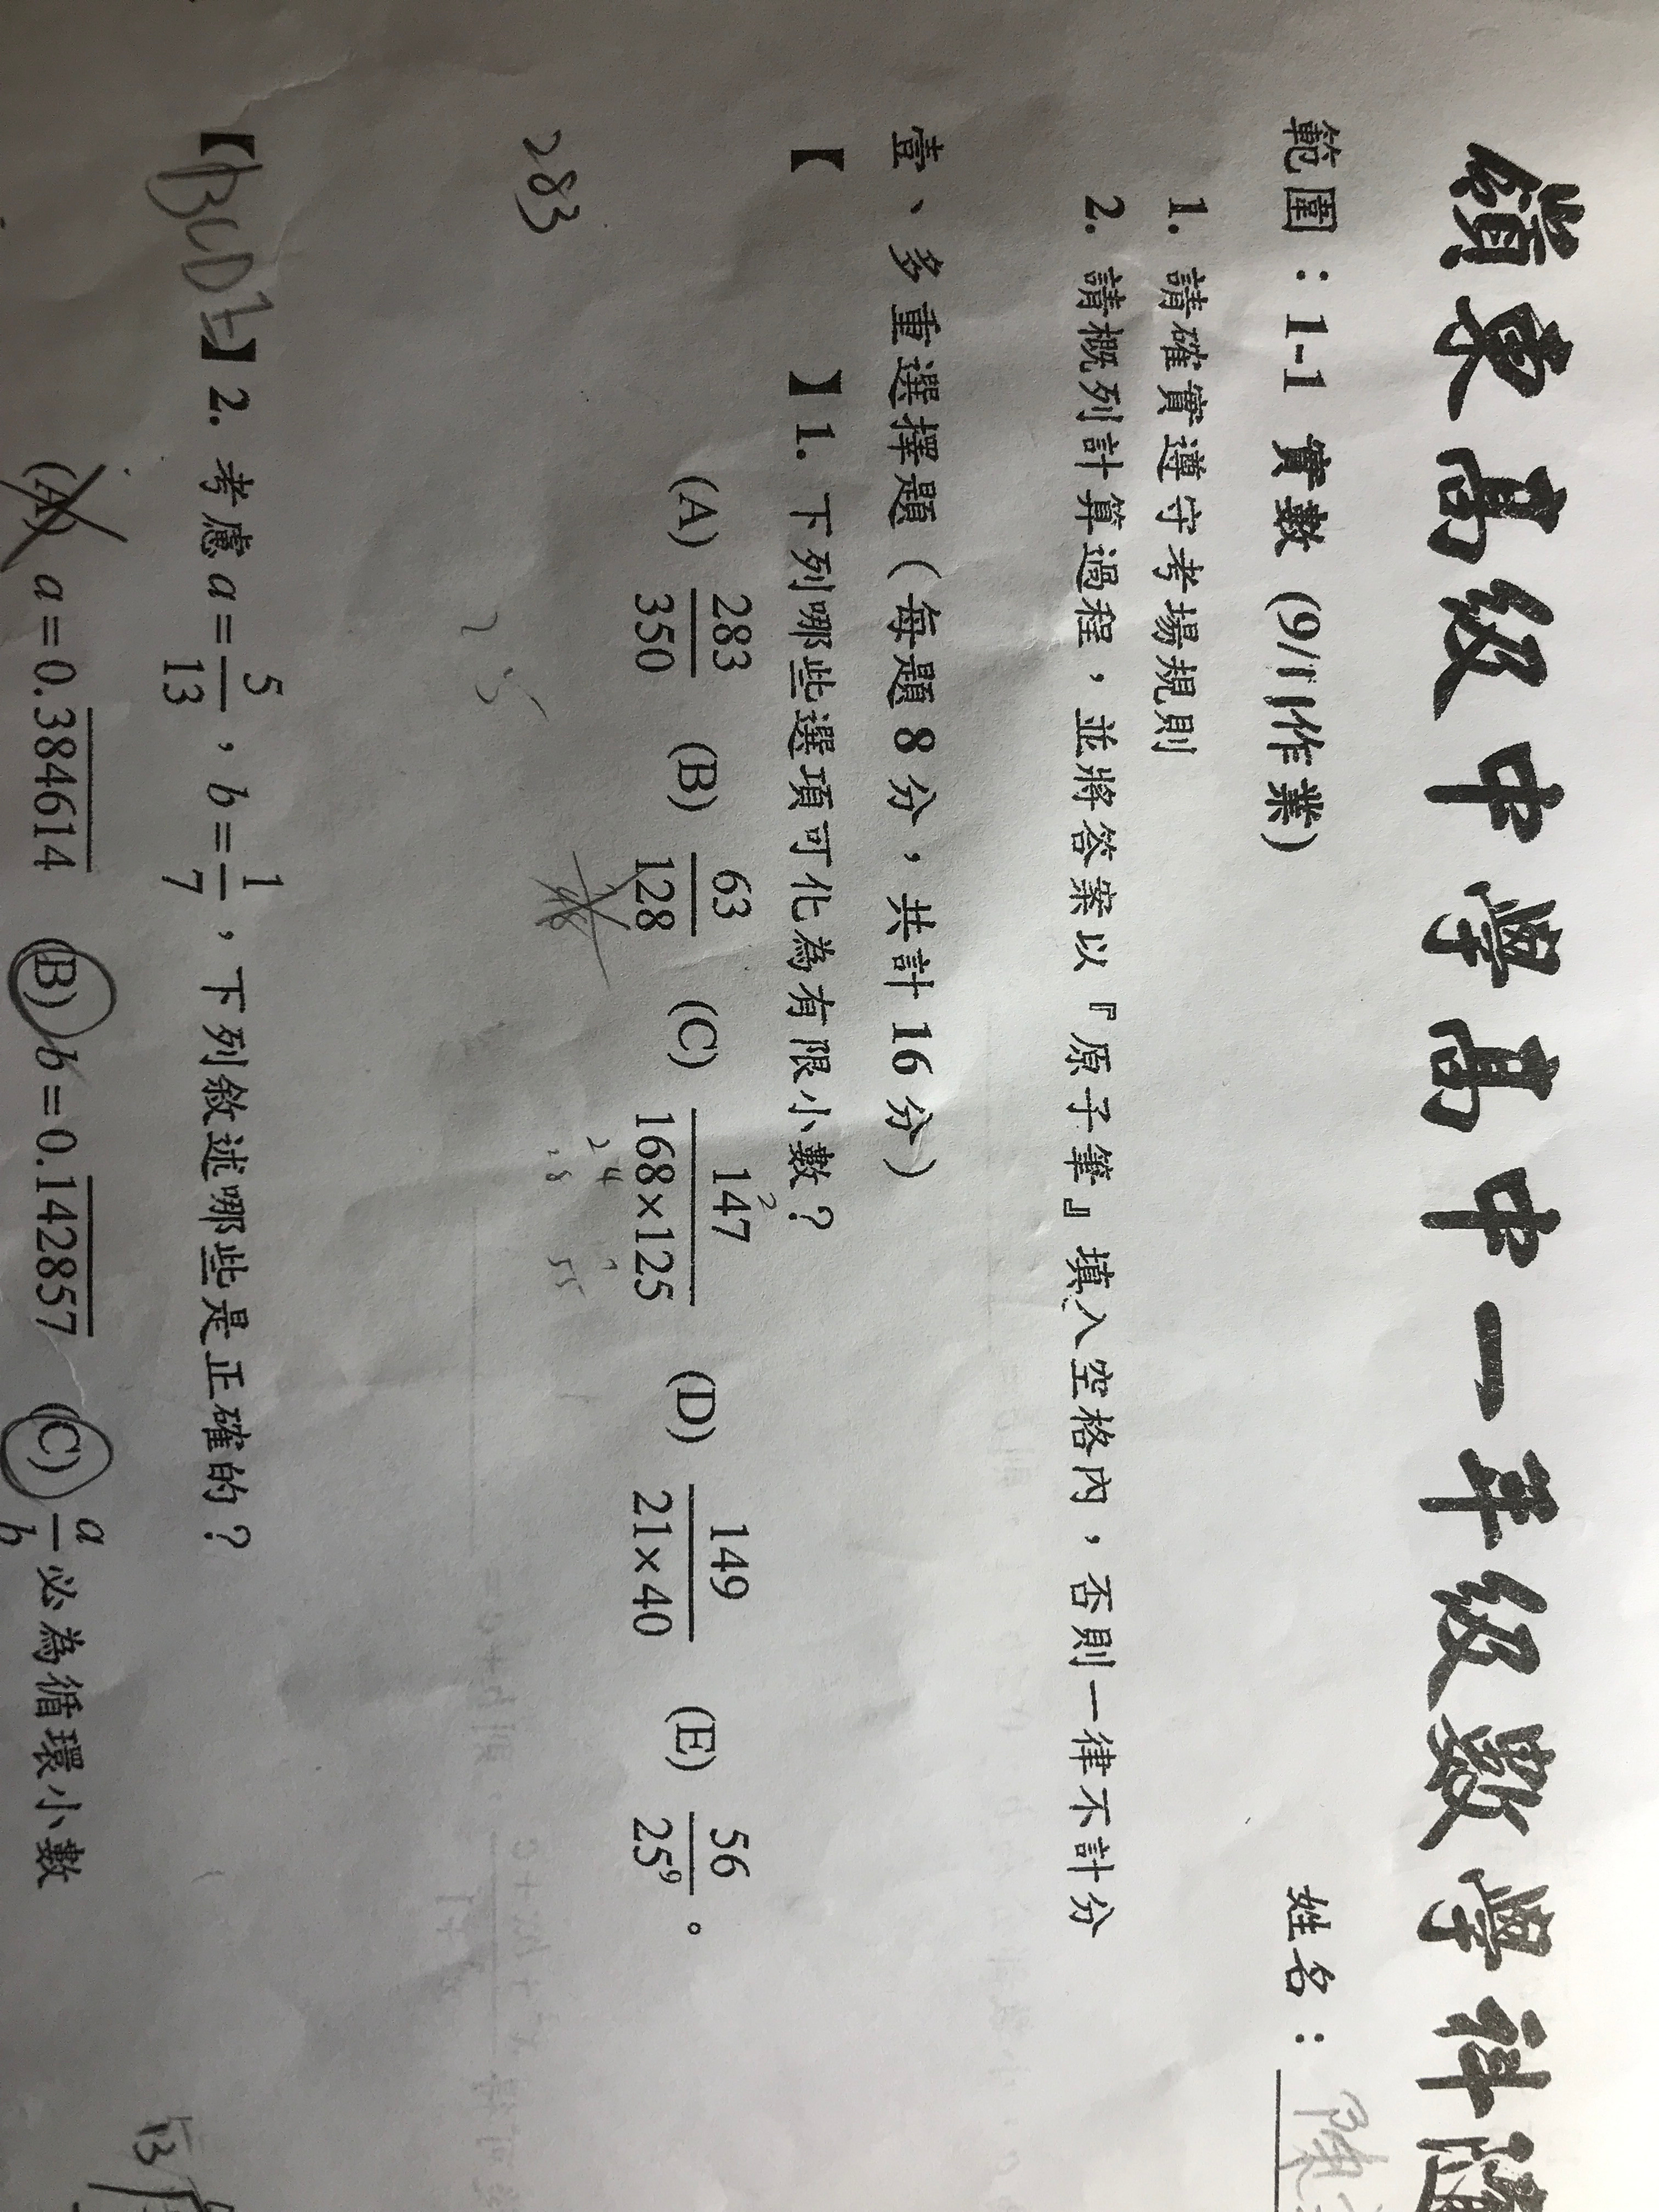 嶺東高級中學高中一年級數學科隨
範圍：1-1 實數 (9/11作業) 姓名：陳
1. 請確實遵守考場規則
2. 請概列計算過程，並將答案以『原子筆』填入空格內，否則一律不計分
壹、多重選擇題（每題 8 分，共計 16 分）
【 】1. 下列哪些選項可化為有限小數？
(A) 283/350 (B) 63/128 (C) 147/(168×125) (D) 149/(21×40) (E) 56/25⁹。
283
【BCD】2. 考慮 a=5/13，b=1/7，下列敘述哪些是正確的？
(A) a=0.384614 (B) b=0.142857 (C) a/b 必為循環小數